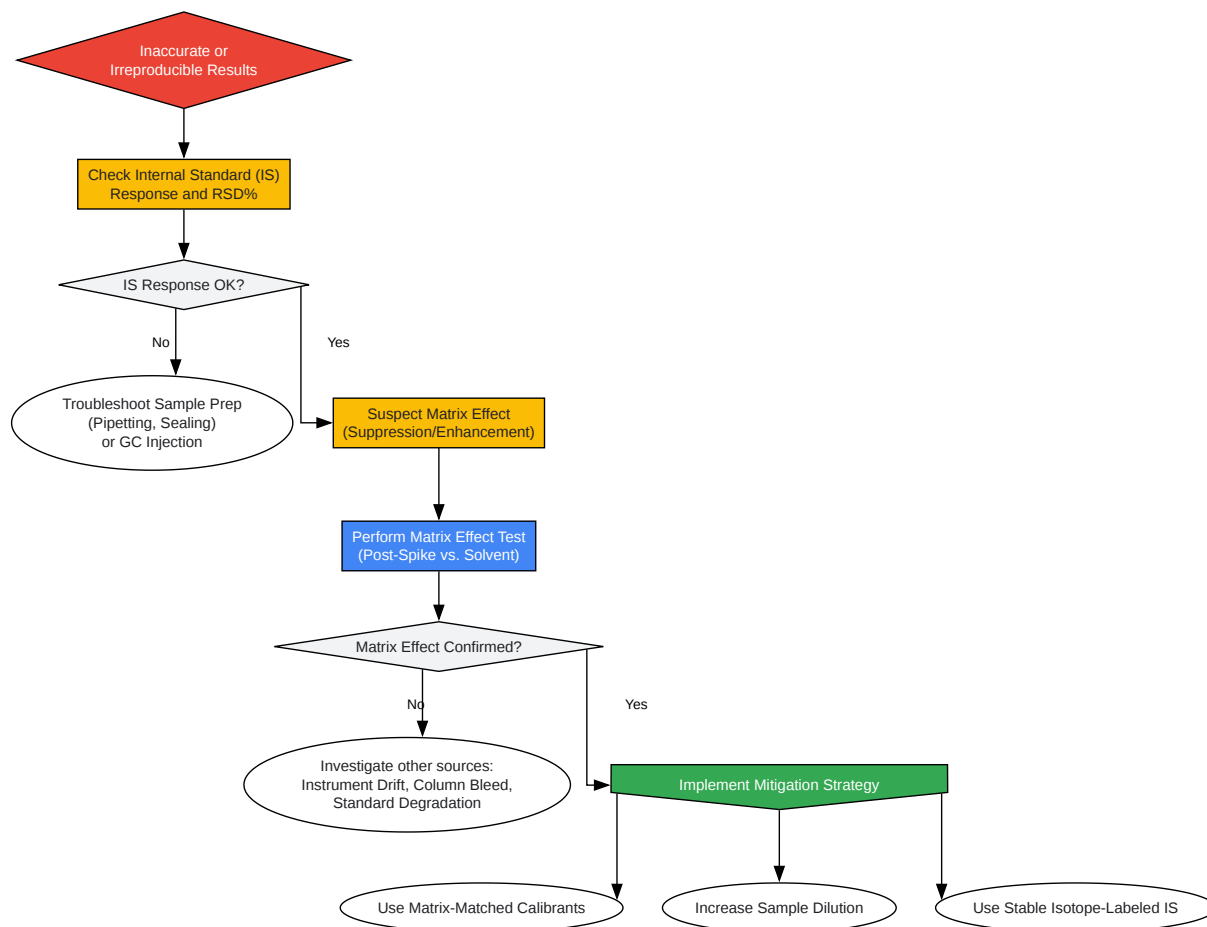 Inaccurate or
Irreproducible Results
Check Internal Standard (IS)
Response and RSD%
IS Response OK?
No
Yes
Troubleshoot Sample Prep
(Pipetting, Sealing)
or GC Injection
Suspect Matrix Effect
(Suppression/Enhancement)
Perform Matrix Effect Test
(Post-Spike vs. Solvent)
Matrix Effect Confirmed?
No
Yes
Investigate other sources:
Instrument Drift, Column Bleed,
Standard Degradation
Implement Mitigation Strategy
Use Matrix-Matched Calibrants
Increase Sample Dilution
Use Stable Isotope-Labeled IS